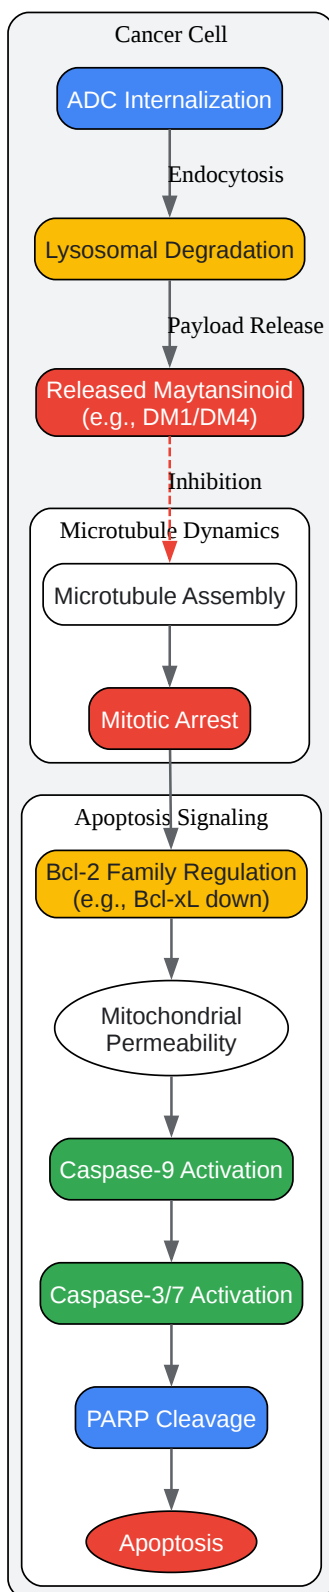 Cancer Cell
ADC Internalization
Endocytosis
Lysosomal Degradation
Payload Release
Released Maytansinoid
(e.g., DM1/DM4)
Inhibition
Microtubule Dynamics
Microtubule Assembly
Mitotic Arrest
Apoptosis Signaling
Bcl-2 Family Regulation
(e.g., Bcl-xL down)
Mitochondrial
Permeability
Caspase-9 Activation
Caspase-3/7 Activation
PARP Cleavage
Apoptosis